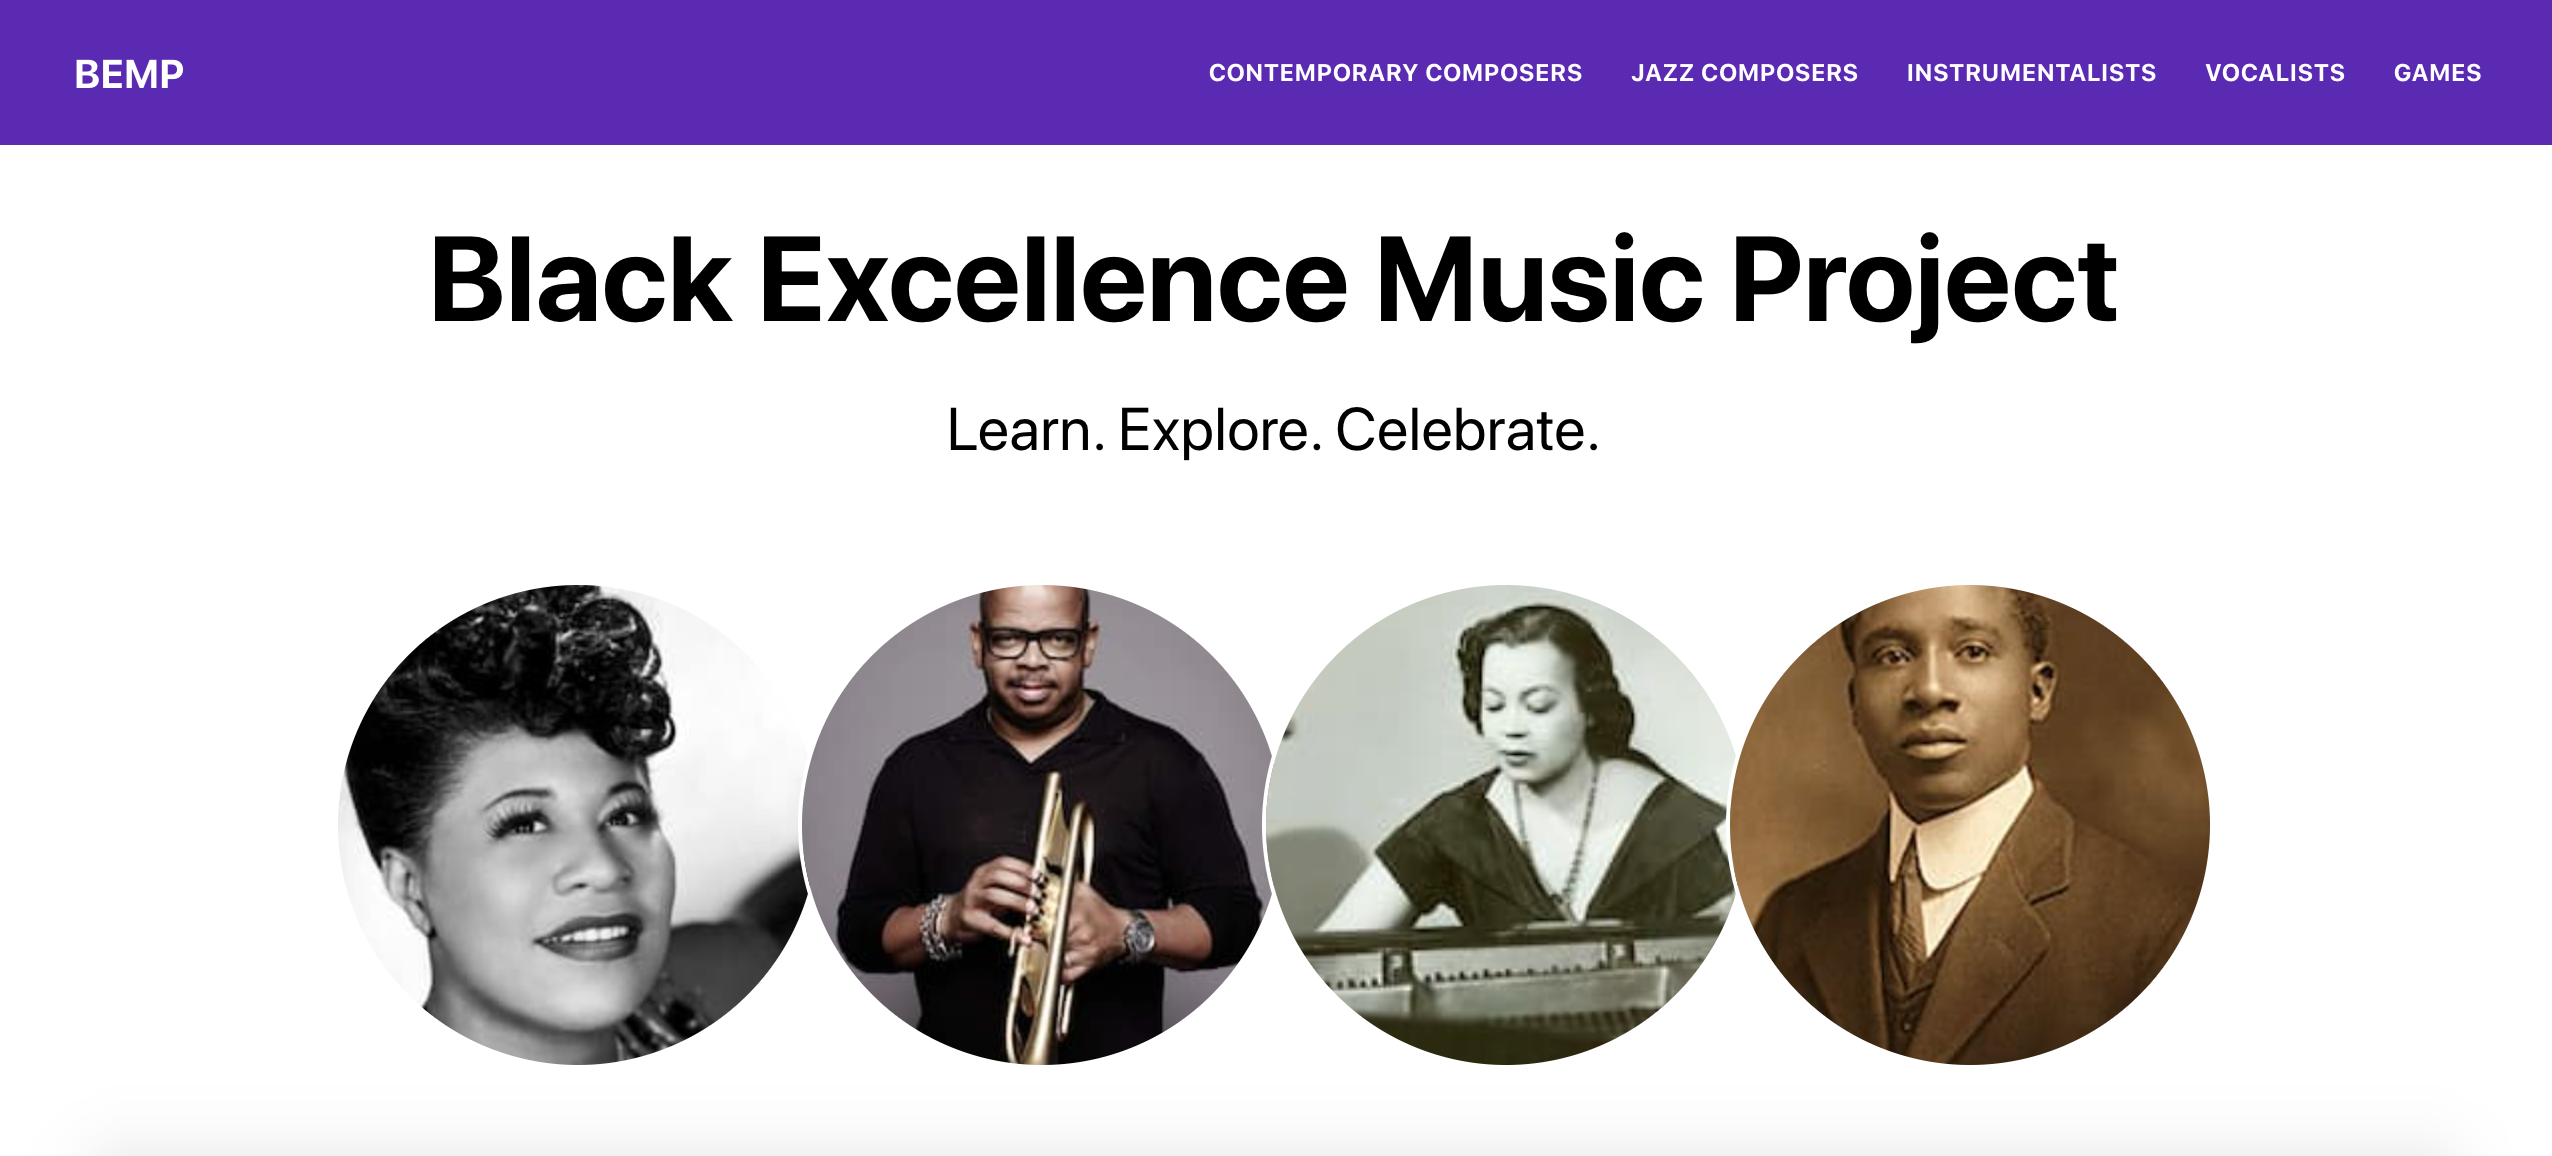 BEMP
CONTEMPORARY COMPOSERS JAZZ COMPOSERS INSTRUMENTALISTS VOCALISTS GAMES
Black Excellence Music Project
Learn. Explore. Celebrate.